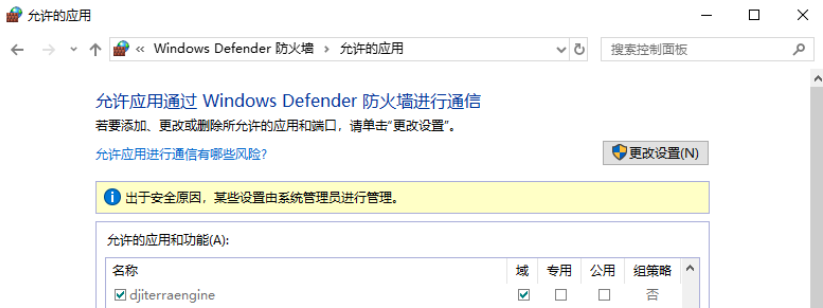 允许的应用
« Windows Defender 防火墙 › 允许的应用
搜索控制面板
允许应用通过 Windows Defender 防火墙进行通信
若要添加、更改或删除所允许的应用和端口，请单击"更改设置"。
允许应用进行通信有哪些风险?
更改设置(N)
出于安全原因，某些设置由系统管理员进行管理。
允许的应用和功能(A):
名称 域 专用 公用 组策略
djiterraengine 否